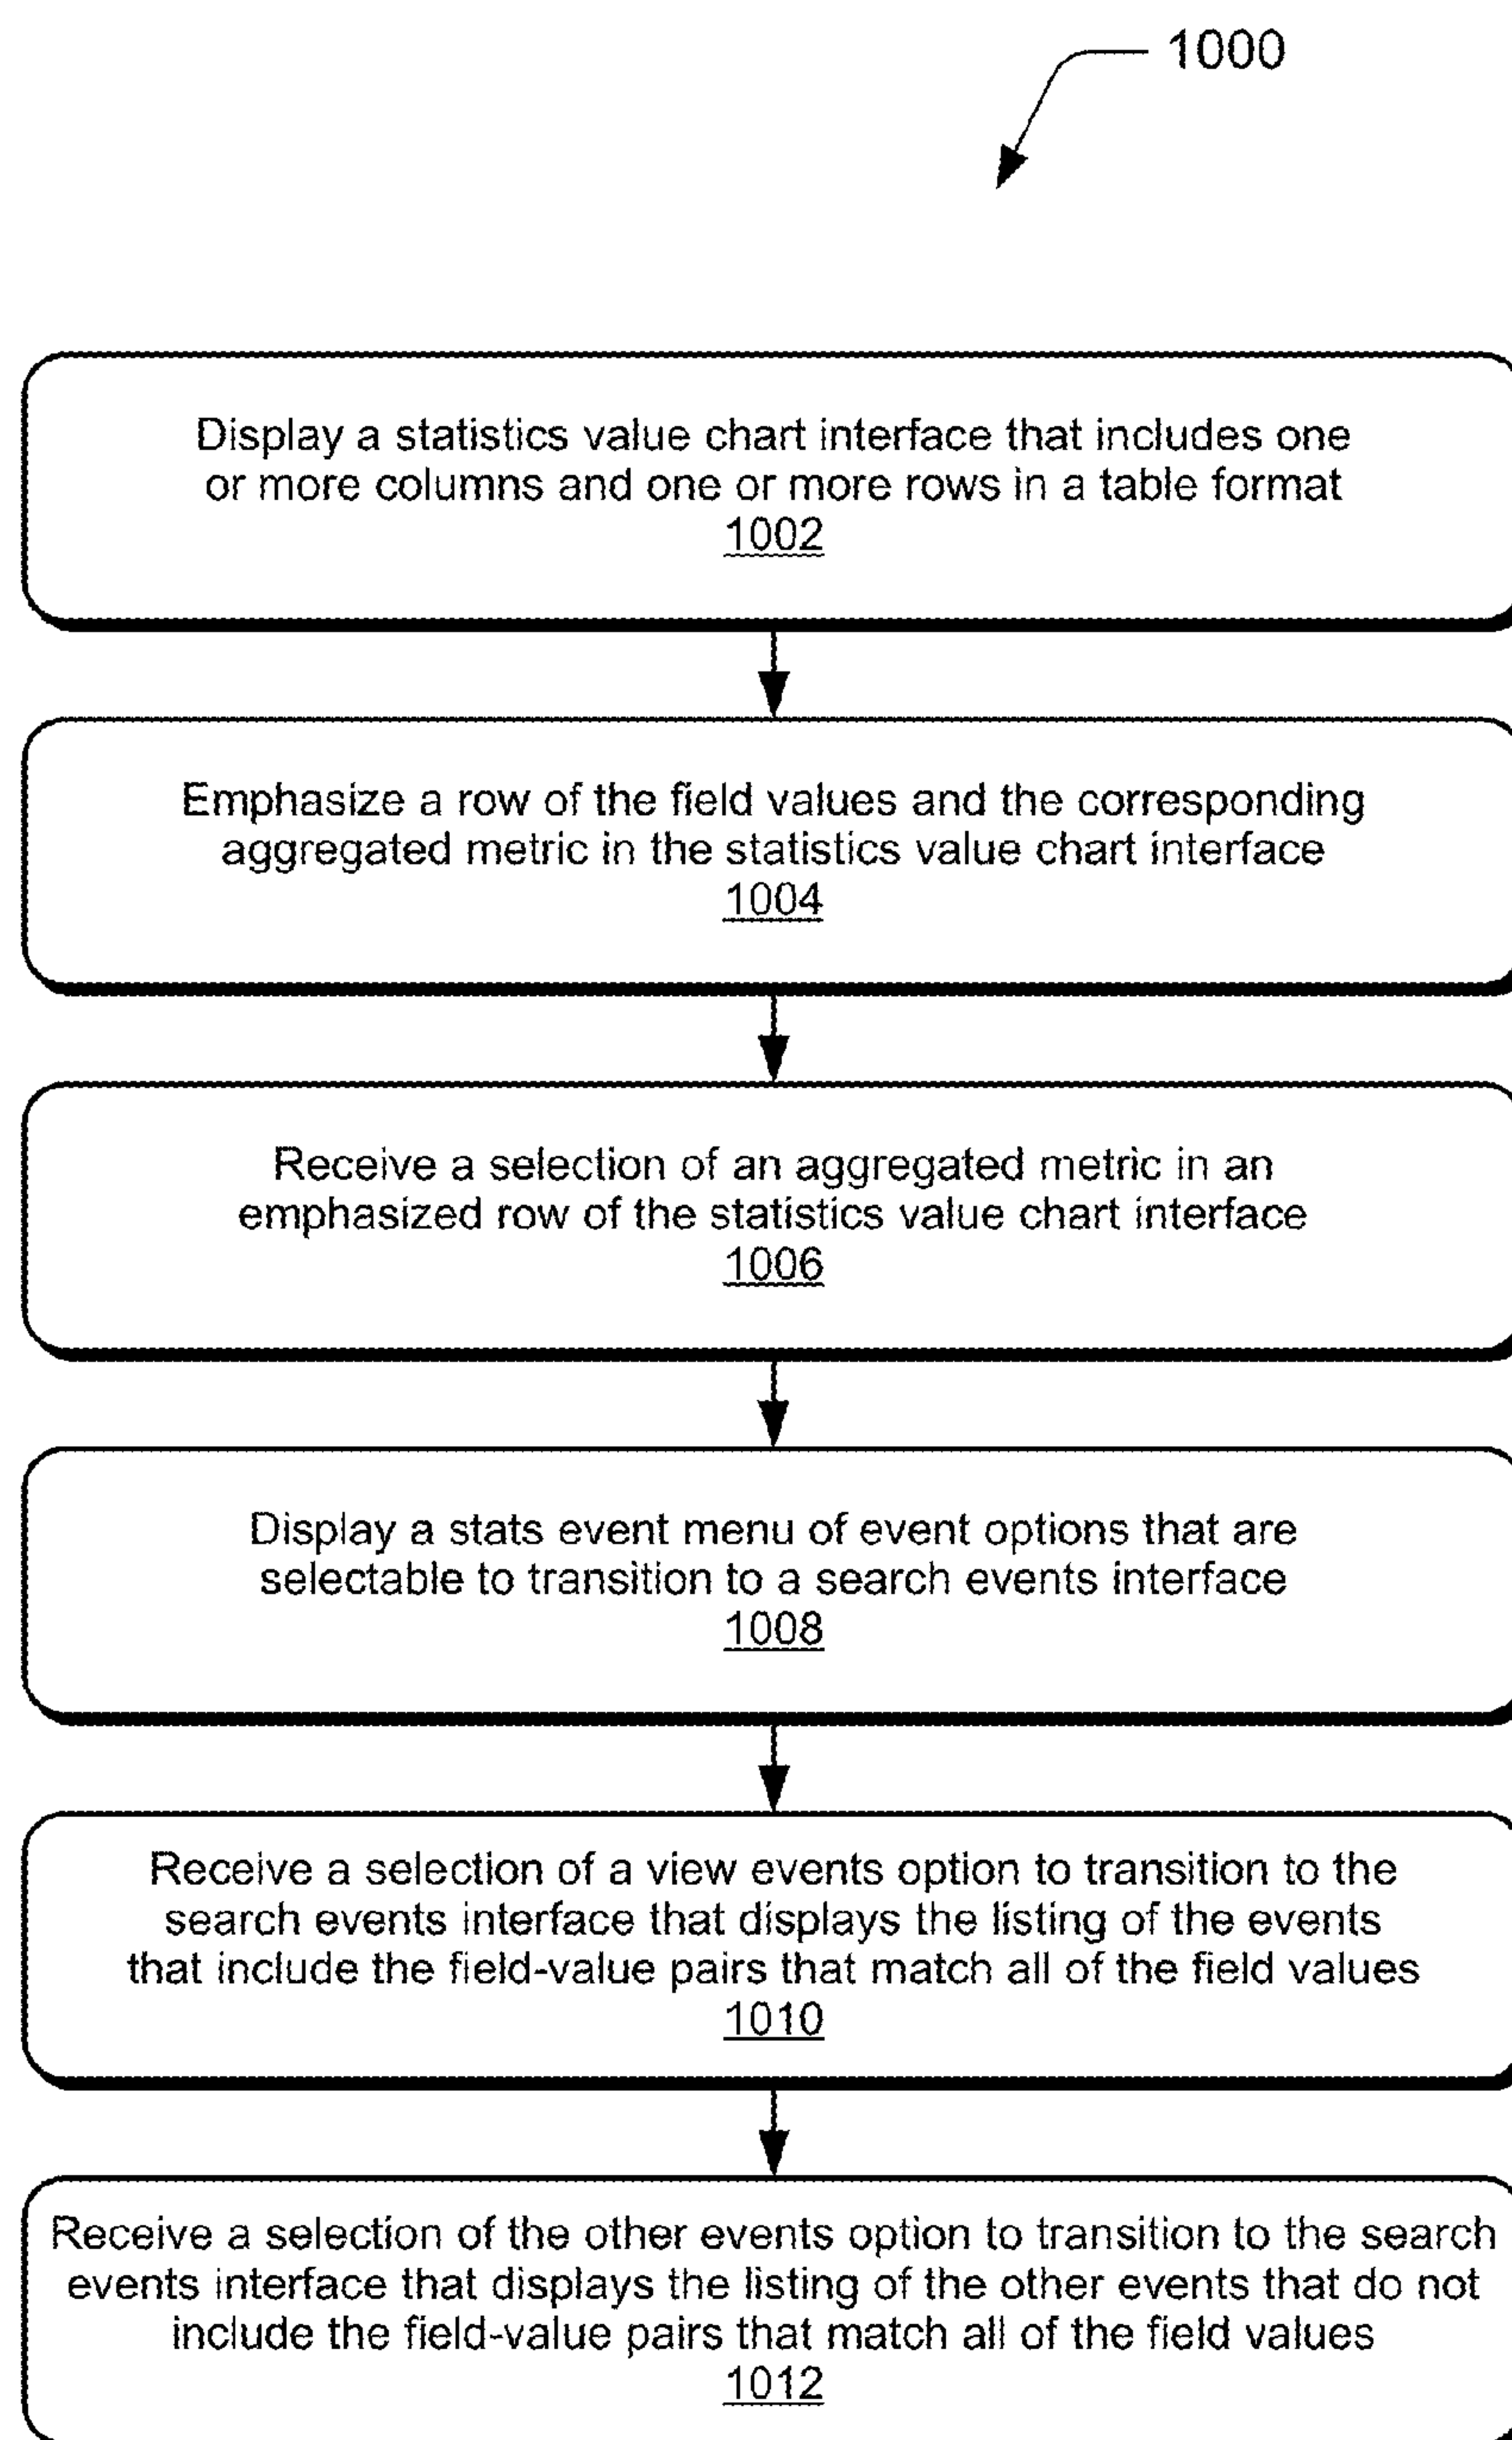 1000
Display a statistics value chart interface that includes one
or more columns and one or more rows in a table format
1002
Emphasize a row of the field values and the corresponding
aggregated metric in the statistics value chart interface
1004
Receive a selection of an aggregated metric in an
emphasized row of the statistics value chart interface
1006
Display a stats event menu of event options that are
selectable to transition to a search events interface
1008
Receive a selection of a view events option to transition to the
search events interface that displays the listing of the events
that include the field-value pairs that match all of the field values
1010
Receive a selection of the other events option to transition to the search
events interface that displays the listing of the other events that do not
include the field-value pairs that match all of the field values
1012